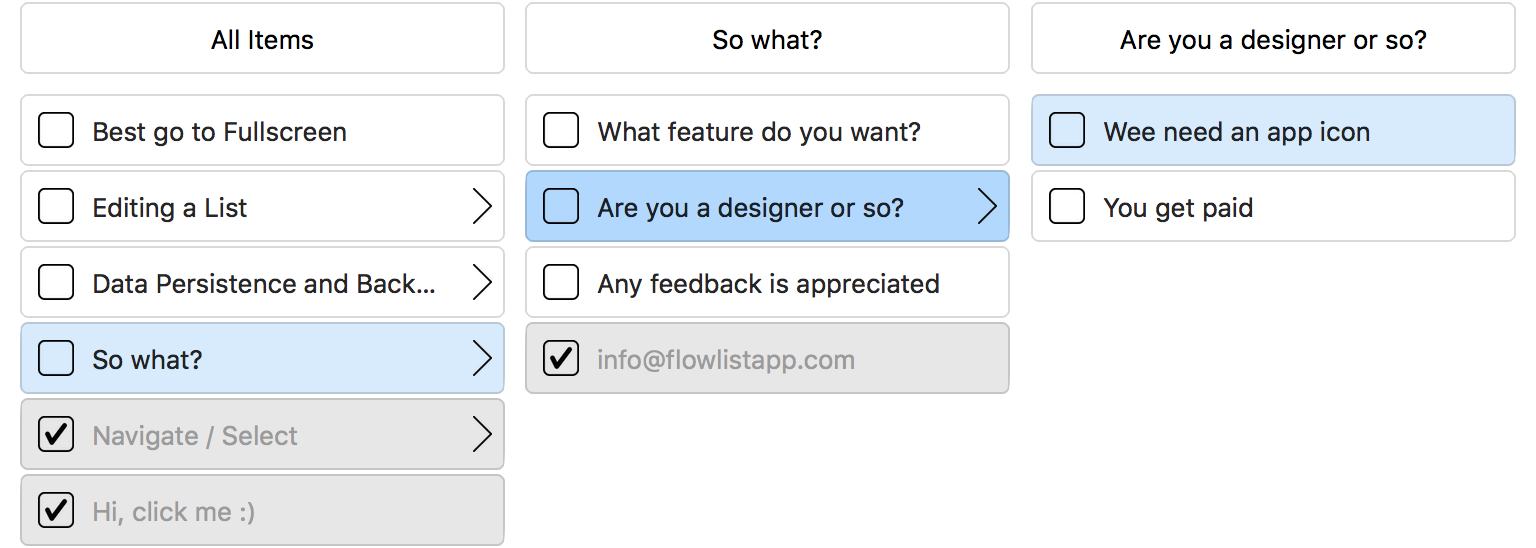 All Items
Best go to Fullscreen
Editing a List
Data Persistence and Back...
So what?
Navigate / Select
Hi, click me :)
So what?
What feature do you want?
Are you a designer or so?
Any feedback is appreciated
info@flowlistapp.com
Are you a designer or so?
Wee need an app icon
You get paid